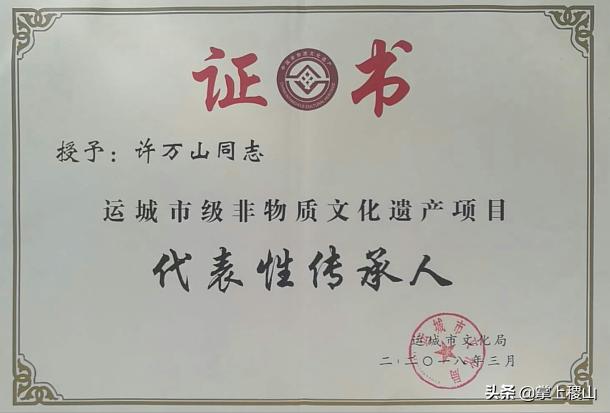 证书
授予：许万山同志
运城市级非物质文化遗产项目
代表性传承人
运城市文化局
二〇一八年三月
头条@掌上稷山